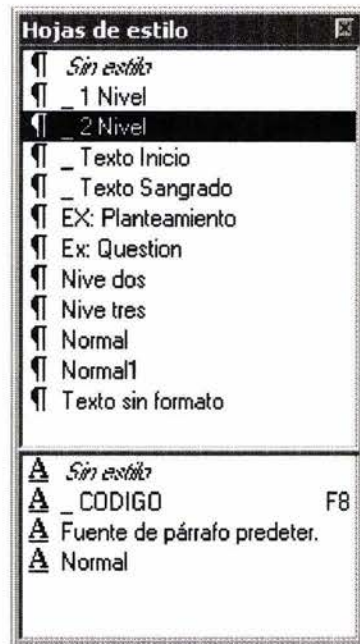 Hojas de estilo
¶ Sin estilo
¶ _ 1 Nivel
¶ _ 2 Nivel
¶ _ Texto Inicio
¶ _ Texto Sangrado
¶ EX: Planteamiento
¶ Ex: Question
¶ Nive dos
¶ Nive tres
¶ Normal
¶ Normal1
¶ Texto sin formato
A Sin estilo
A _ CODIGO F8
A Fuente de párrafo predeter.
A Normal